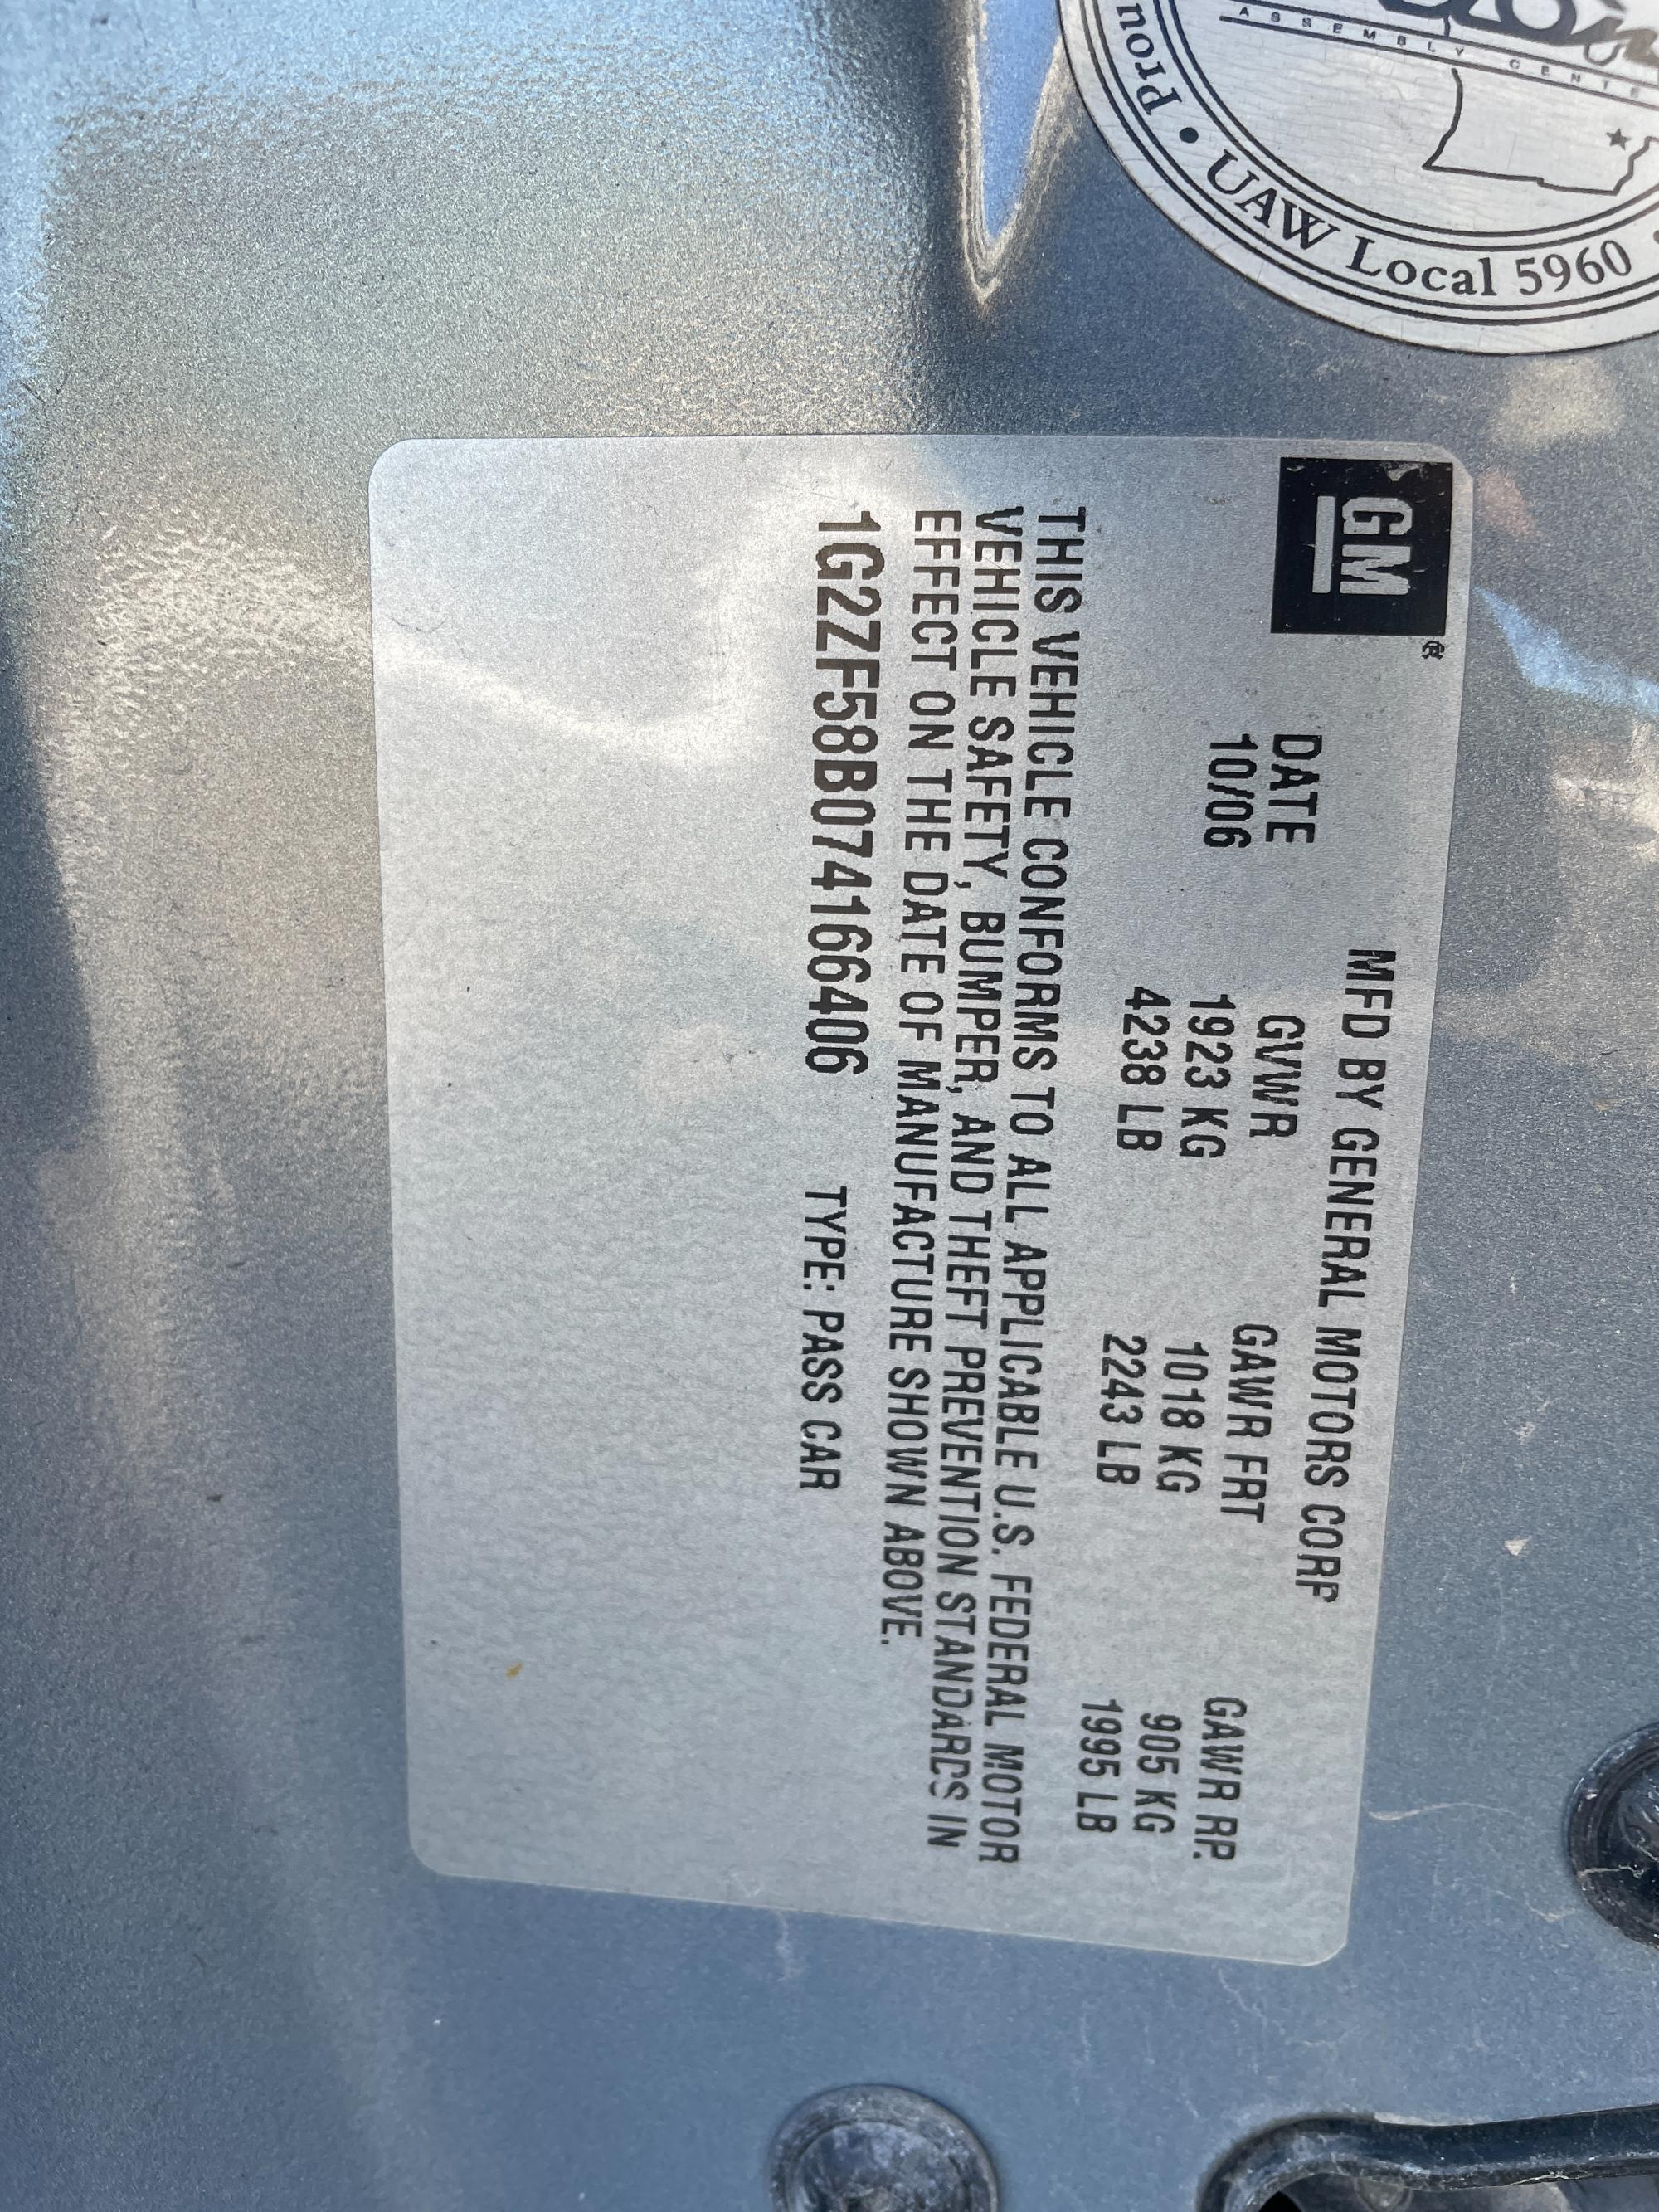 ASSEMBLY CENTE
Prou
• UAW Local 5960 •
GM®
MFD BY GENERAL MOTORS CORP
DATE GVWR GAWR FRT GAWR RR
10/06 1923 KG 1018 KG 905 KG
4238 LB 2243 LB 1995 LB
THIS VEHICLE CONFORMS TO ALL APPLICABLE U.S. FEDERAL MOTOR
VEHICLE SAFETY, BUMPER, AND THEFT PREVENTION STANDARDS IN
EFFECT ON THE DATE OF MANUFACTURE SHOWN ABOVE.
1G2ZF58B074166406 TYPE: PASS CAR